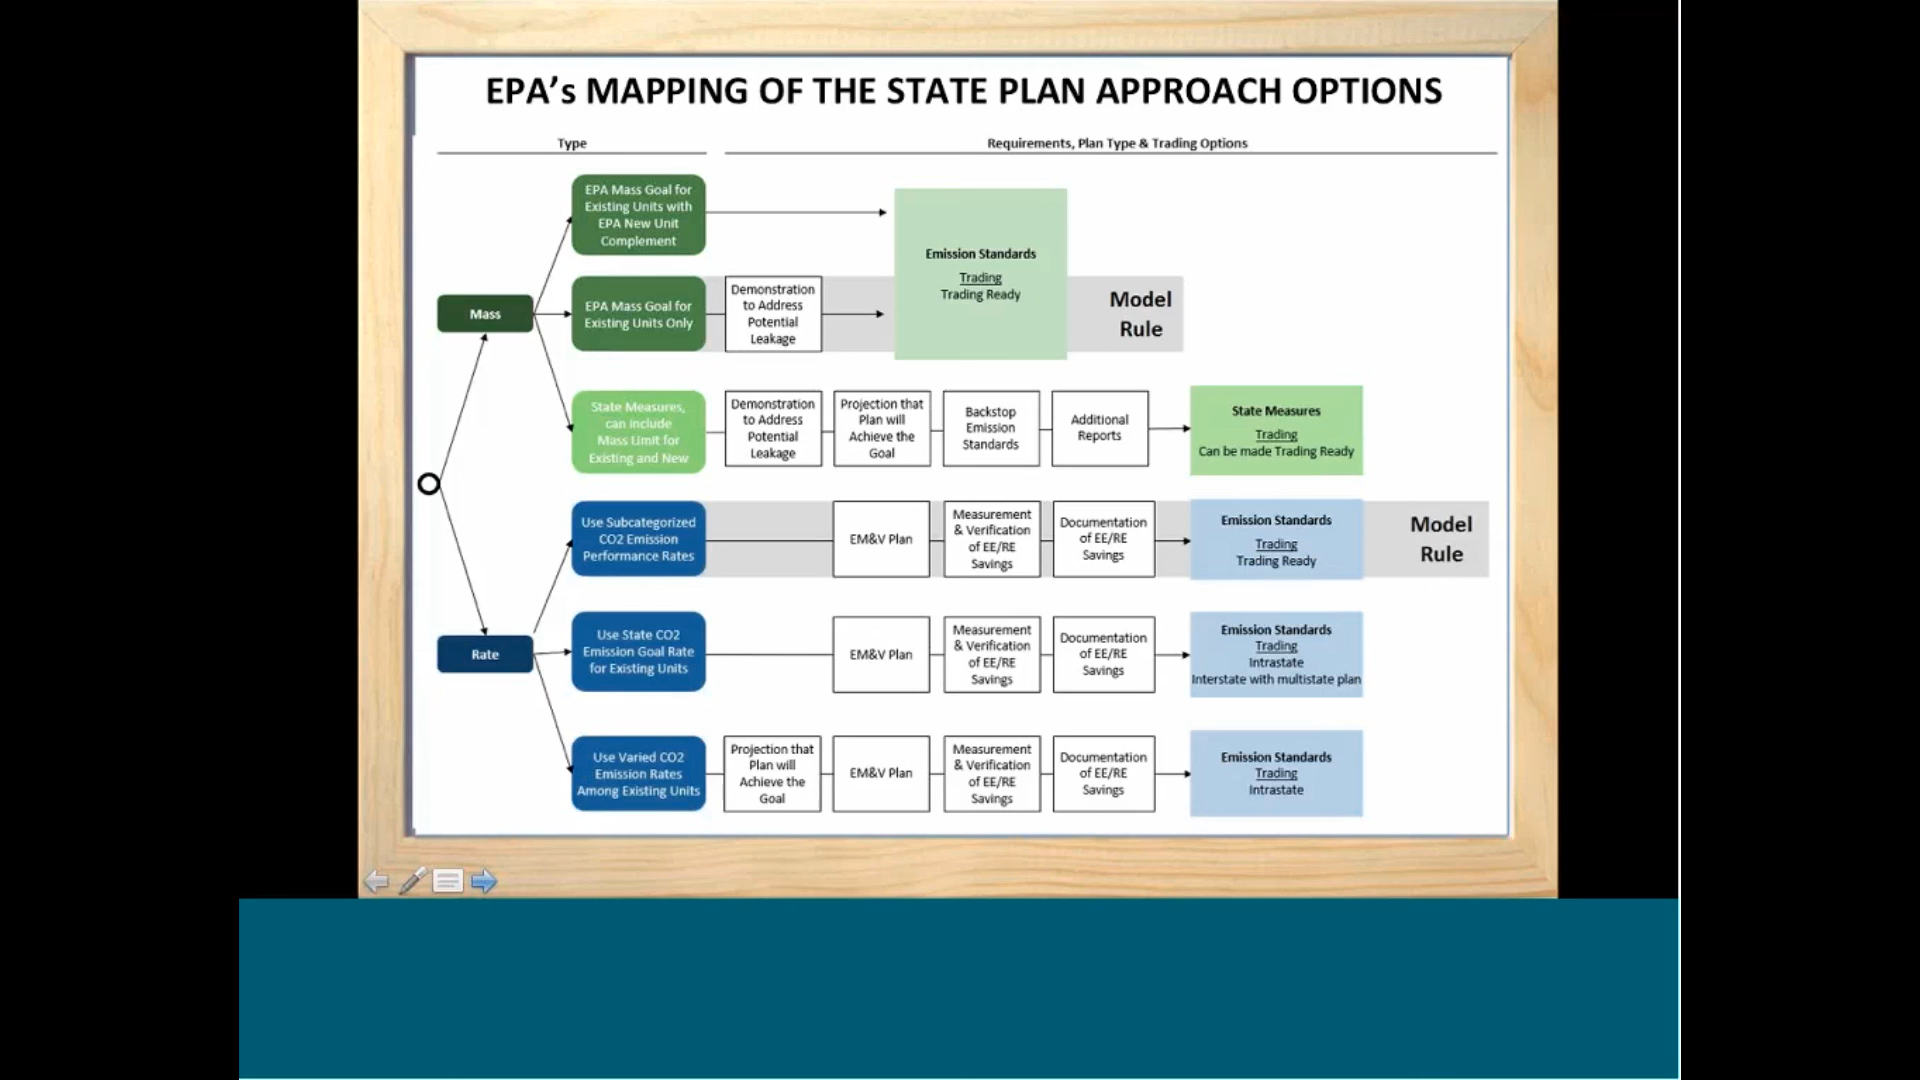 EPA's MAPPING OF THE STATE PLAN APPROACH OPTIONS
Type
Requirements, Plan Type & Trading Options
EPA Mass Goal for
Existing Units with
EPA New Unit
Complement
Emission Standards
Trading
Trading Ready
Mass
EPA Mass Goal for
Existing Units Only
Demonstration
to Address
Potential
Leakage
Model
Rule
State Measures,
can include
Mass Limit for
Existing and New
Demonstration
to Address
Potential
Leakage
Projection that
Plan will
Achieve the
Goal
Backstop
Emission
Standards
Additional
Reports
State Measures
Trading
Can be made Trading Ready
Use Subcategorized
CO2 Emission
Performance Rates
EM&V Plan
Measurement
& Verification
of EE/RE
Savings
Documentation
of EE/RE
Savings
Emission Standards
Trading
Trading Ready
Model
Rule
Rate
Use State CO2
Emission Goal Rate
for Existing Units
EM&V Plan
Measurement
& Verification
of EE/RE
Savings
Documentation
of EE/RE
Savings
Emission Standards
Trading
Intrastate
Interstate with multistate plan
Use Varied CO2
Emission Rates
Among Existing Units
Projection that
Plan will
Achieve the
Goal
EM&V Plan
Measurement
& Verification
of EE/RE
Savings
Documentation
of EE/RE
Savings
Emission Standards
Trading
Intrastate